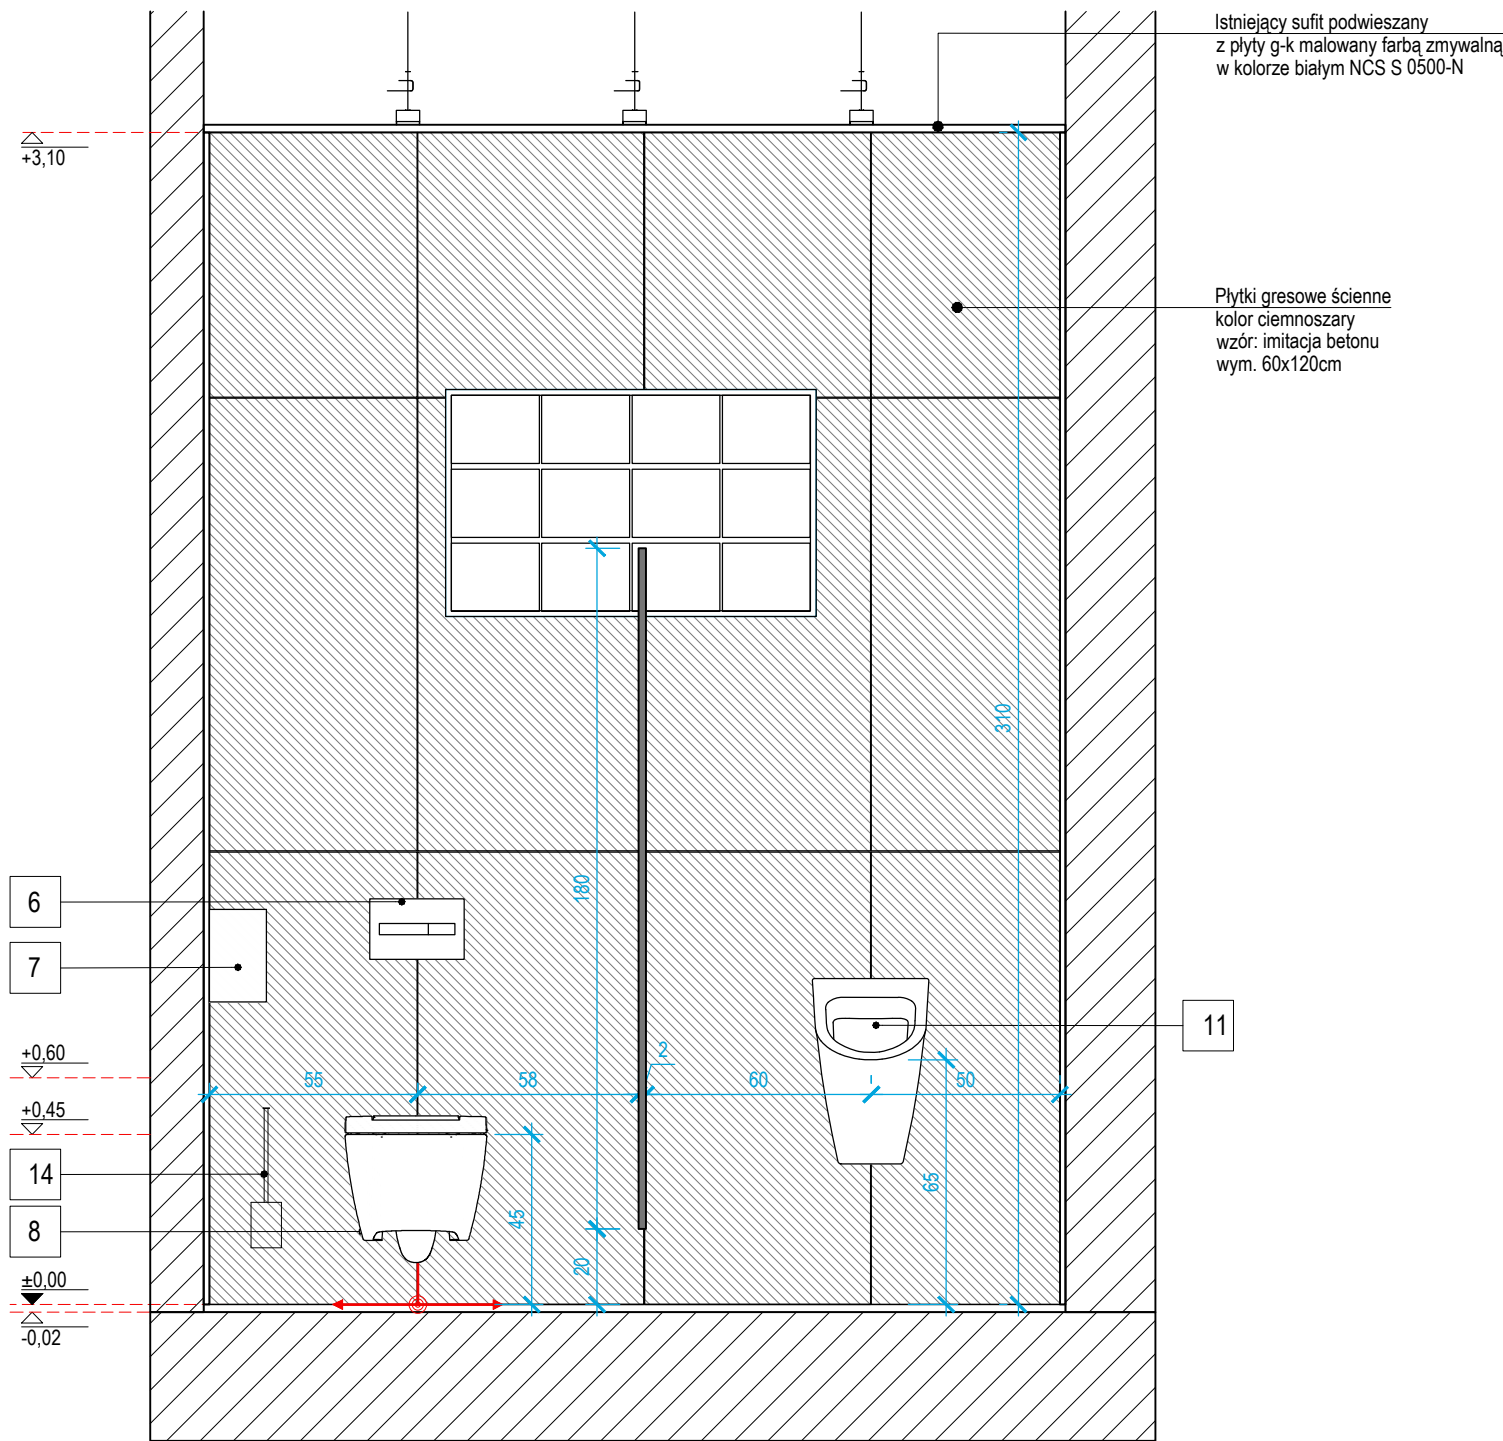 Istniejący sufit podwieszany
z płyty g-k malowany farbą zmywalną
w kolorze białym NCS S 0500-N
+3,10
Płytki gresowe ścienne
kolor ciemnoszary
wzór: imitacja betonu
wym. 60x120cm
310
180
6
7
11
+0,60
2
55
58
60
50
+0,45
14
65
45
8
20
±0,00
-0,02